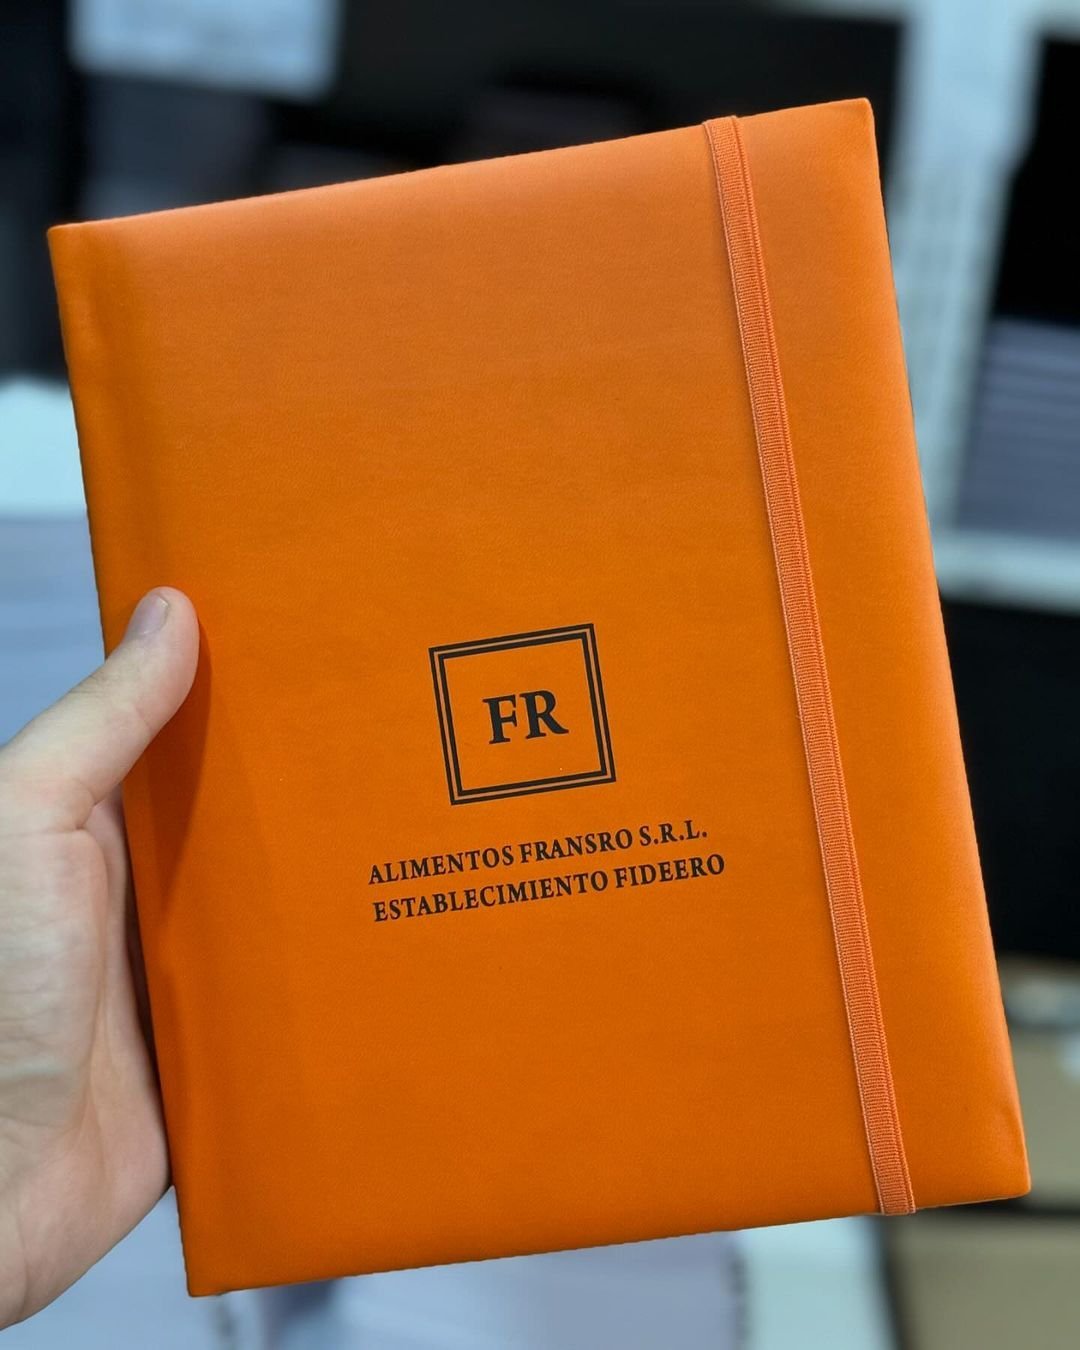 FR
ALIMENTOS FRANSRO S.R.L.
ESTABLECIMIENTO FIDEERO